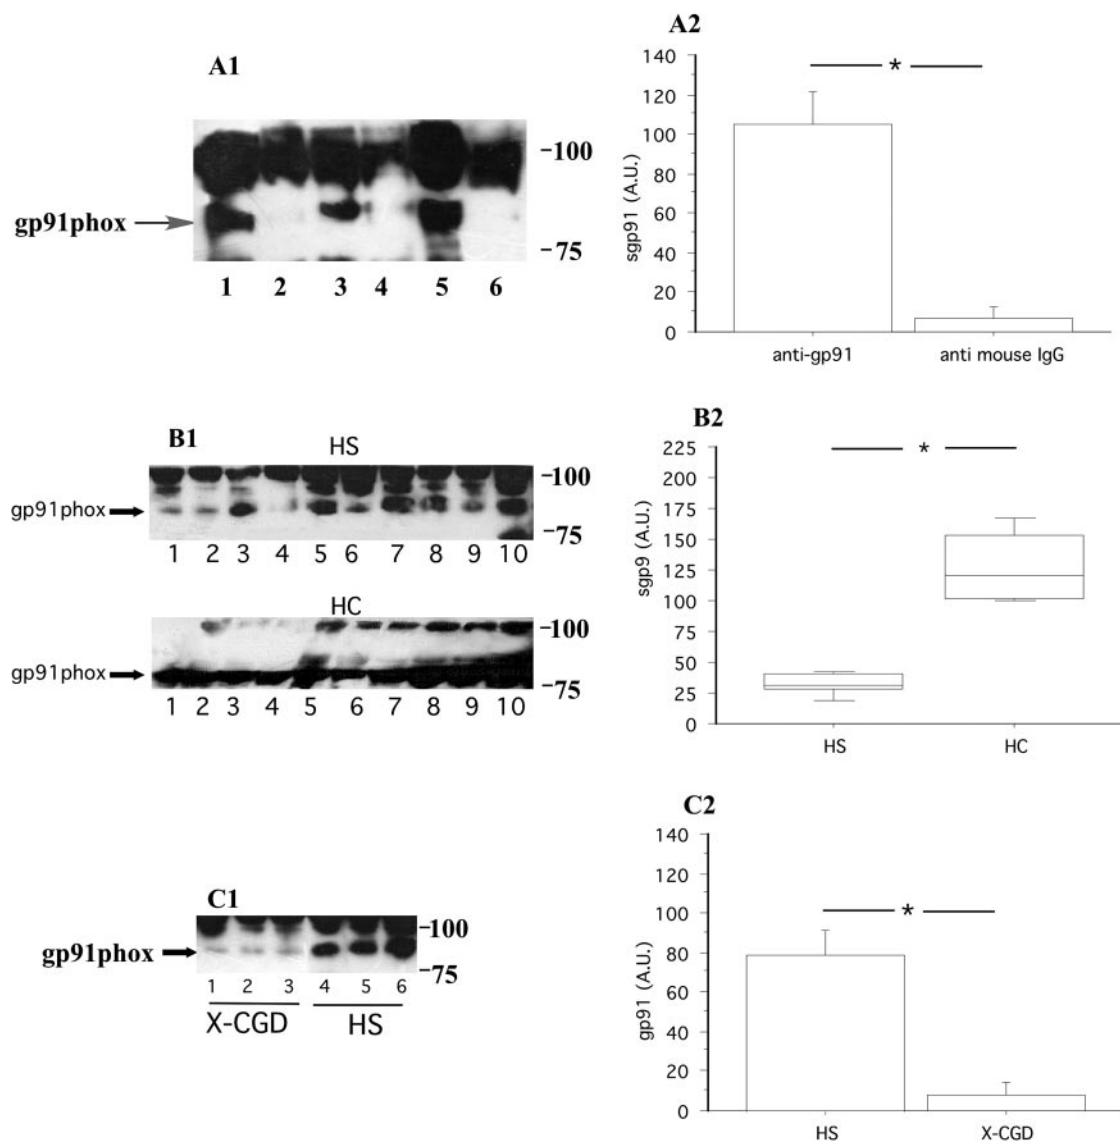 A1
-100
gp91phox
-75
1 2 3 4 5 6
A2
140
120
100
80
60
40
20
0
sgp91 (A.U.)
*
anti-gp91 anti mouse IgG
B1
HS
-100
gp91phox
-75
1 2 3 4 5 6 7 8 9 10
HC
-100
gp91phox
-75
1 2 3 4 5 6 7 8 9 10
B2
225
200
175
150
125
100
75
50
25
0
sgp9 (A.U.)
*
HS HC
C1
-100
gp91phox
-75
1 2 3 4 5 6
X-CGD HS
C2
140
120
100
80
60
40
20
0
gp91 (A.U.)
*
HS X-CGD